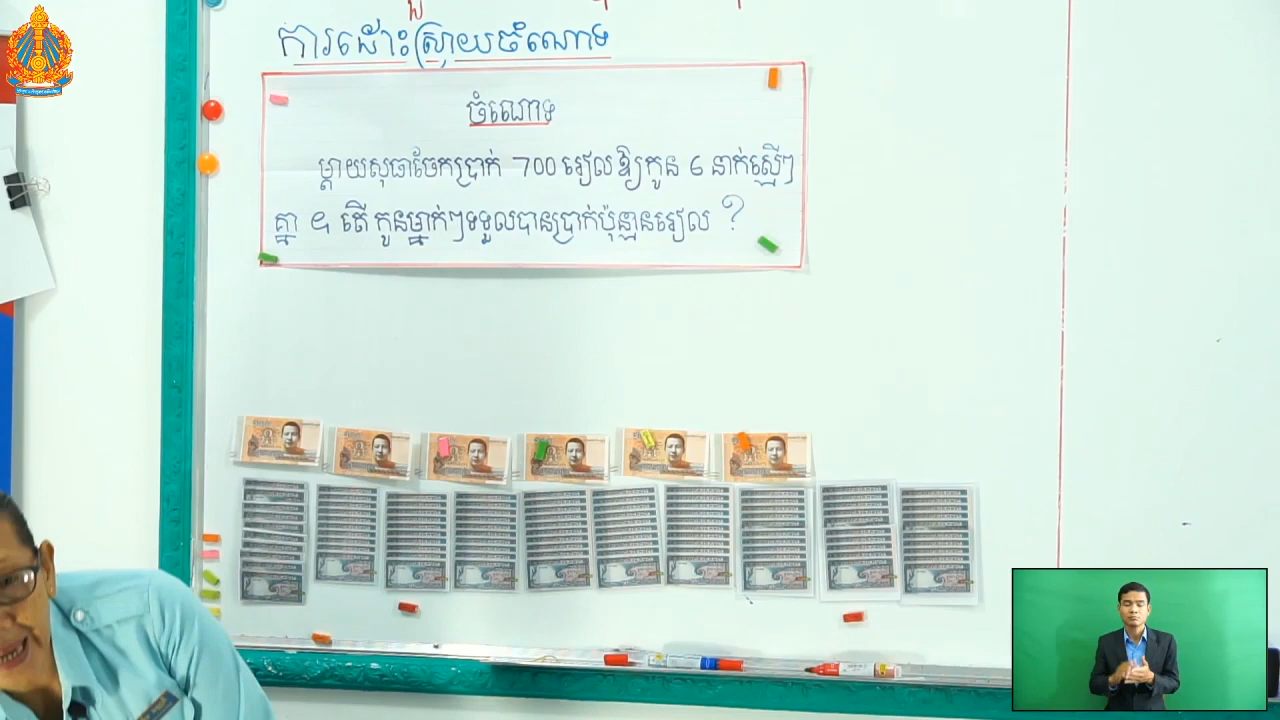 ការដោះស្រាយចំណោទ
ចំណោទ
ម្តាយសុធាចែកប្រាក់ 700 រៀលឱ្យកូន ៤ នាក់ស្មើៗ
គ្នា ។ តើ កូនម្នាក់ៗទទួលបានប្រាក់ប៉ុន្មានរៀល ?